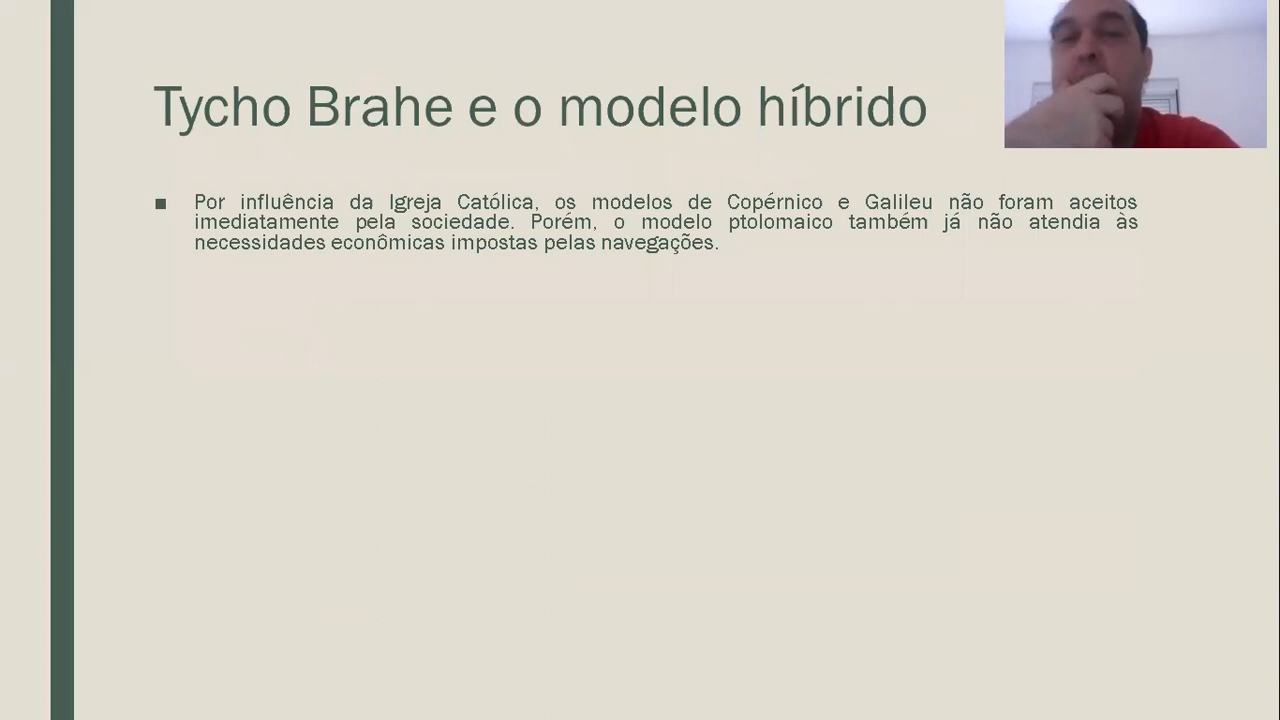 Tycho Brahe e o modelo híbrido
Por influência da Igreja Católica, os modelos de Copérnico e Galileu não foram aceitos
imediatamente pela sociedade. Porém, o modelo ptolomaico também já não atendia às
necessidades econômicas impostas pelas navegações.